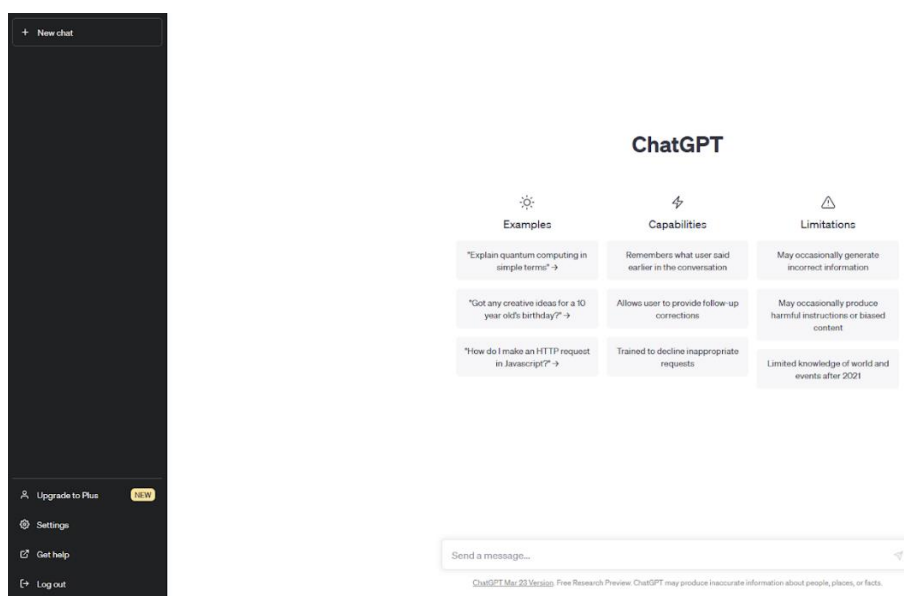 + New chat
ChatGPT
Examples
"Explain quantum computing in
simple terms" →
"Got any creative ideas for a 10
year old's birthday?" →
"How do I make an HTTP request
in Javascript?" →
Capabilities
Remembers what user said
earlier in the conversation
Allows user to provide follow-up
corrections
Trained to decline inappropriate
requests
Limitations
May occasionally generate
incorrect information
May occasionally produce
harmful instructions or biased
content
Limited knowledge of world and
events after 2021
Upgrade to Plus NEW
Settings
Get help
Log out
Send a message...
ChatGPT Mar 23 Version. Free Research Preview. ChatGPT may produce inaccurate information about people, places, or facts.